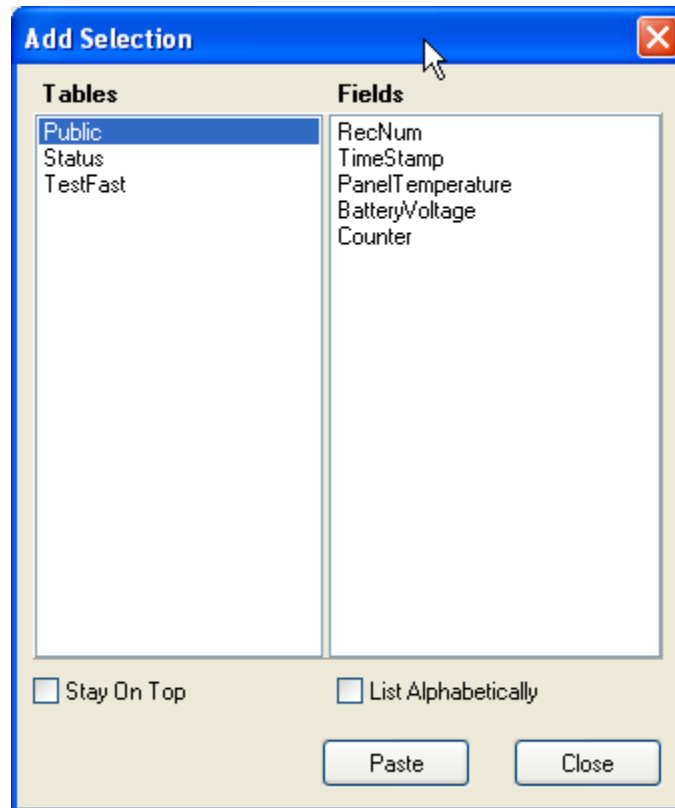 Add Selection
Tables
Fields
Public
Status
TestFast
RecNum
TimeStamp
PanelTemperature
BatteryVoltage
Counter
Stay On Top
List Alphabetically
Paste
Close